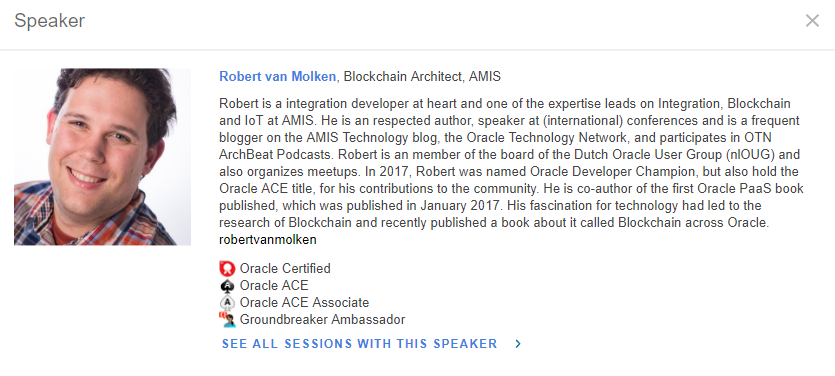 Speaker
Robert van Molken, Blockchain Architect, AMIS
Robert is a integration developer at heart and one of the expertise leads on Integration, Blockchain
and IoT at AMIS. He is an respected author, speaker at (international) conferences and is a frequent
blogger on the AMIS Technology blog, the Oracle Technology Network, and participates in OTN
ArchBeat Podcasts. Robert is an member of the board of the Dutch Oracle User Group (nlOUG) and
also organizes meetups. In 2017, Robert was named Oracle Developer Champion, but also hold the
Oracle ACE title, for his contributions to the community. He is co-author of the first Oracle PaaS book
published, which was published in January 2017. His fascination for technology had led to the
research of Blockchain and recently published a book about it called Blockchain across Oracle.
robertvanmolken
Oracle Certified
Oracle ACE
Oracle ACE Associate
Groundbreaker Ambassador
SEE ALL SESSIONS WITH THIS SPEAKER